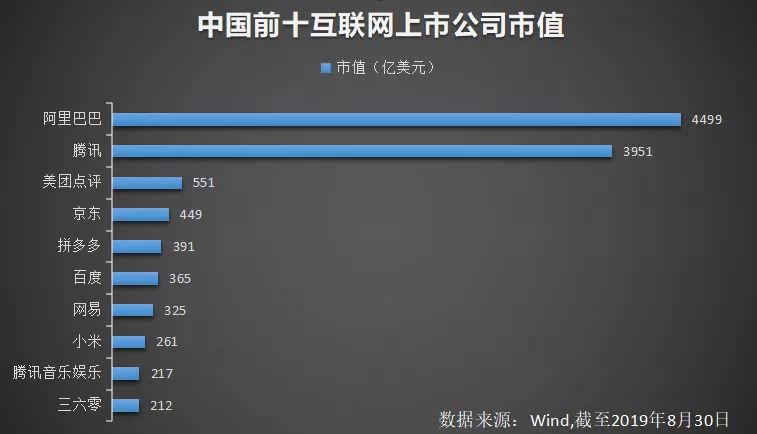 中国前十互联网上市公司市值
市值（亿美元）
阿里巴巴 4499
腾讯 3951
美团点评 551
京东 449
拼多多 391
百度 365
网易 325
小米 261
腾讯音乐娱乐 217
三六零 212
数据来源：Wind,截至2019年8月30日